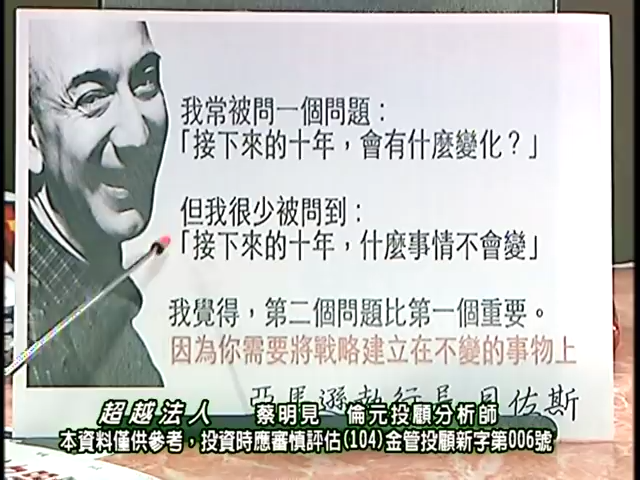 我常被問一個問題：
「接下來的十年，會有什麼變化？」
但我很少被問到：
「接下來的十年，什麼事情不會變」
我覺得，第二個問題比第一個重要。
因為你需要將戰略建立在不變的事物上
亞馬遜執行長 貝佐斯
超越法人 蔡明見 倫元投顧分析師
本資料僅供參考，投資時應審慎評估(104)金管投顧新字第006號